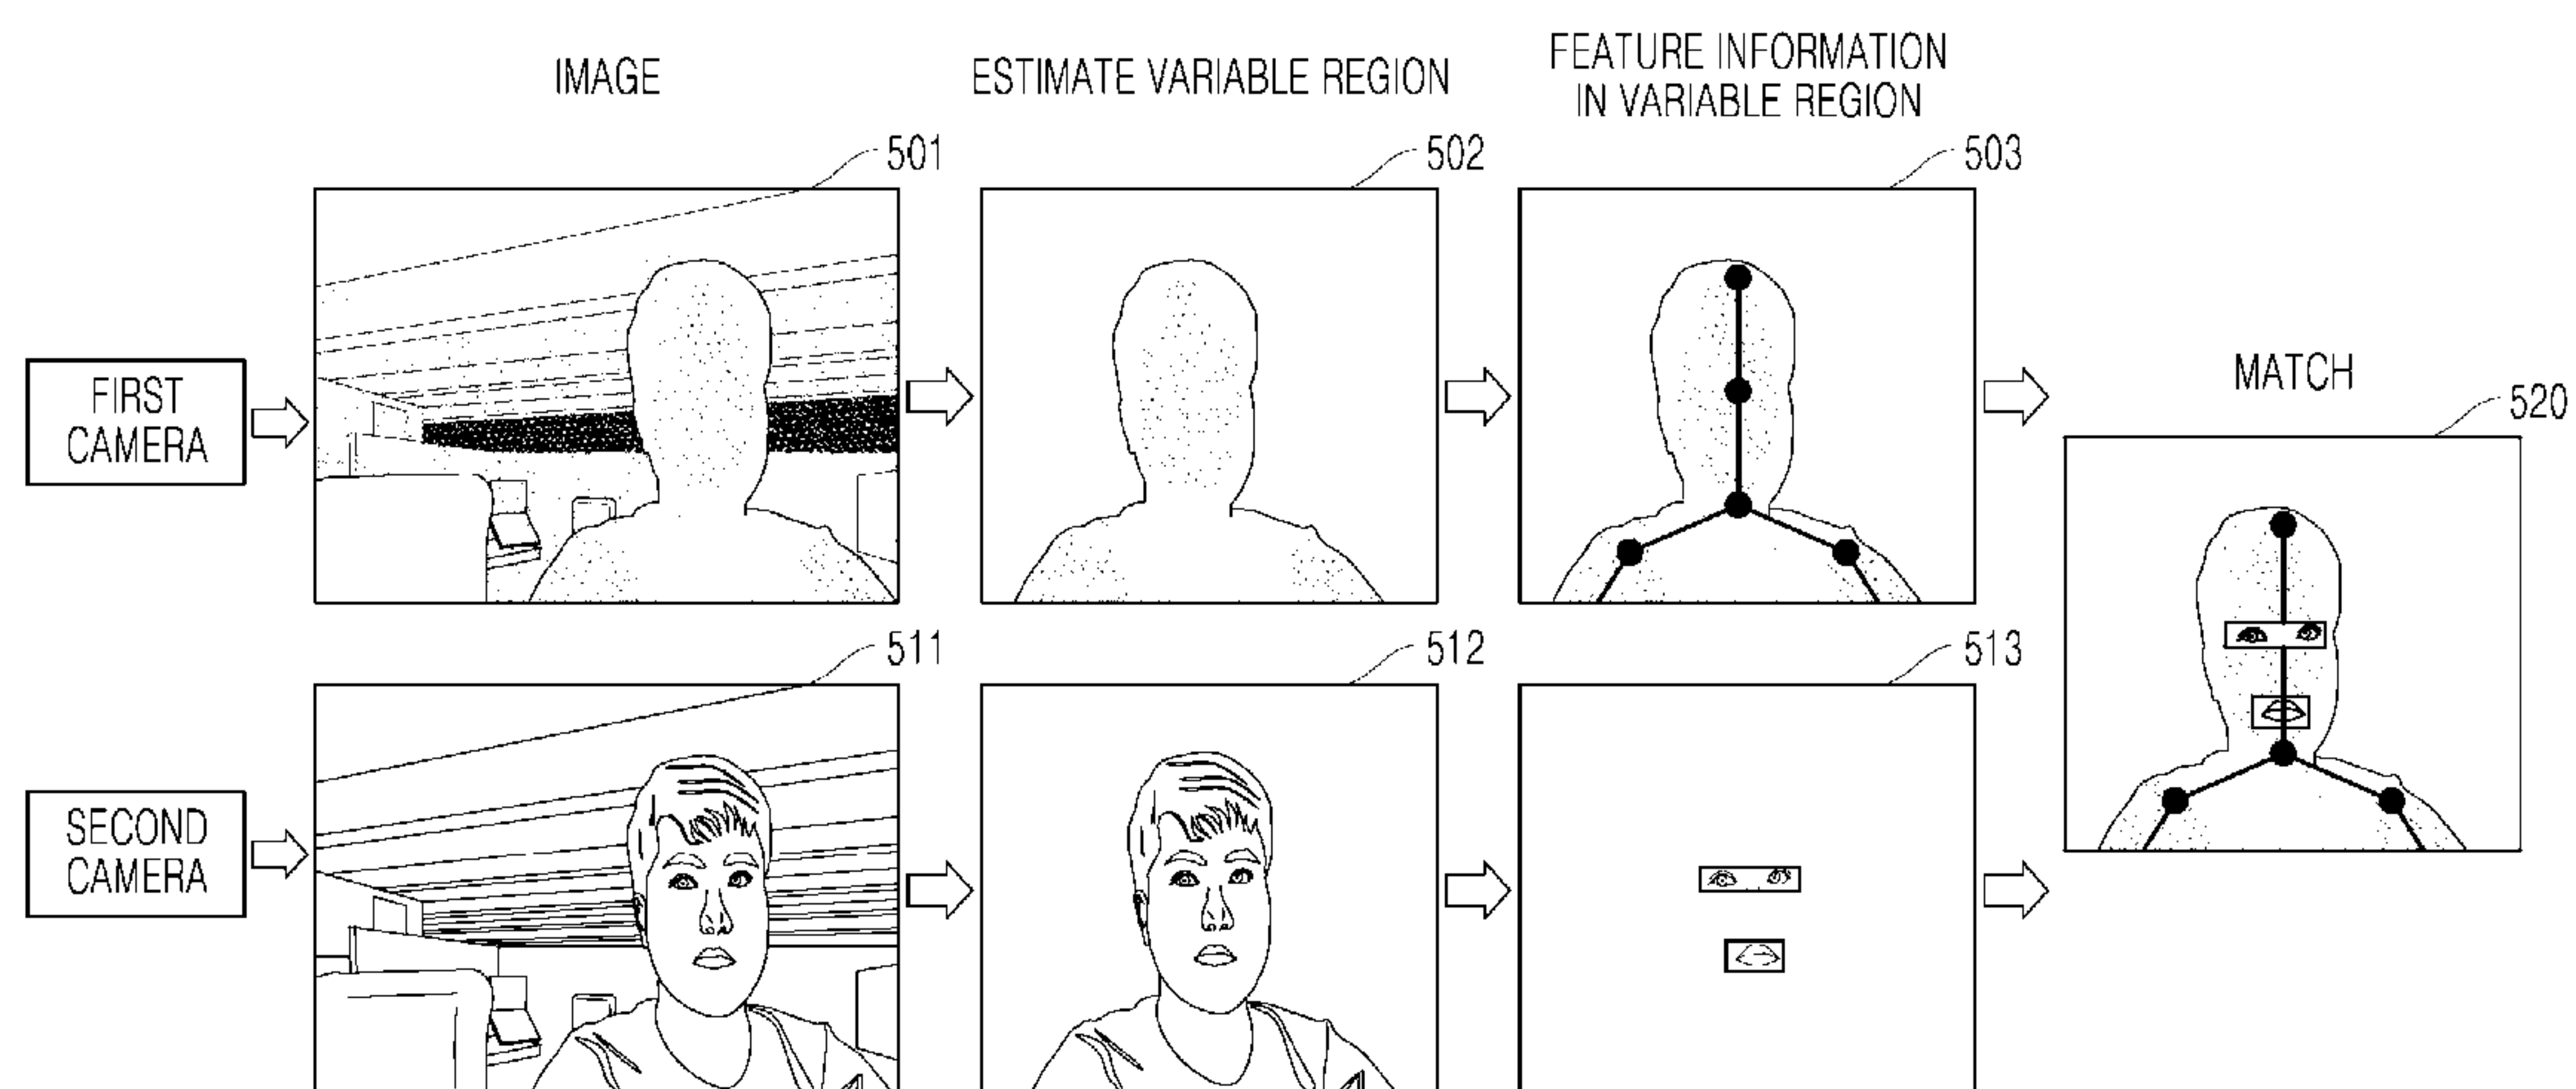 IMAGE
ESTIMATE VARIABLE REGION
FEATURE INFORMATION
IN VARIABLE REGION
501
502
503
FIRST
CAMERA
MATCH
520
511
512
513
SECOND
CAMERA